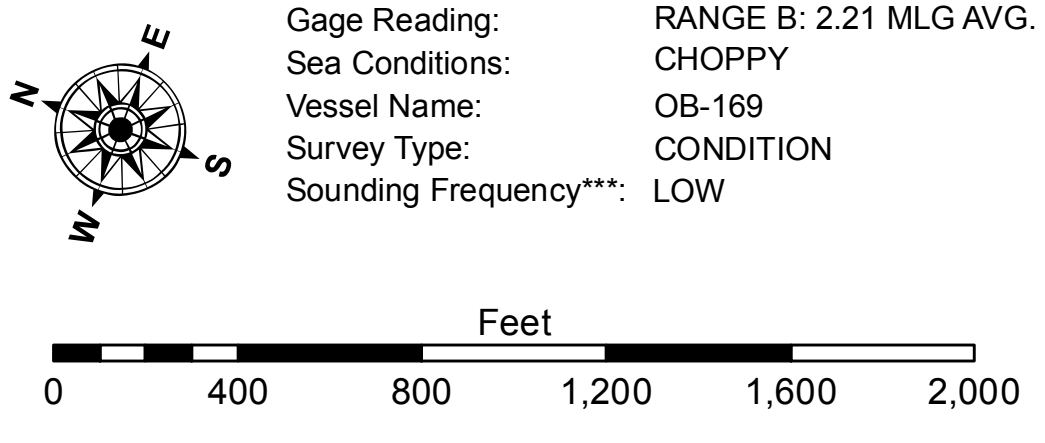 E
N
S
W
Gage Reading: RANGE B: 2.21 MLG AVG.
Sea Conditions: CHOPPY
Vessel Name: OB-169
Survey Type: CONDITION
Sounding Frequency***: LOW
Feet
0 400 800 1,200 1,600 2,000